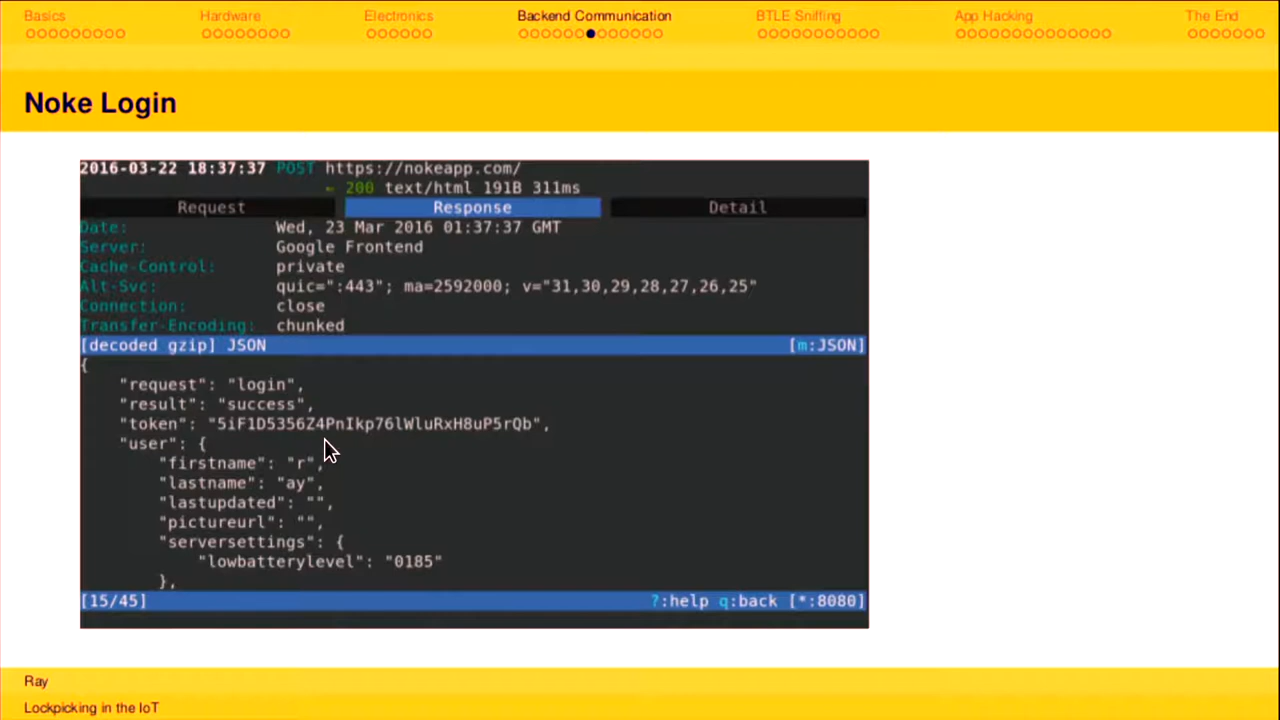 Basics Hardware Electronics Backend Communication BTLE Sniffing App Hacking The End
Noke Login
2016-03-22 18:37:37 POST https://nokeapp.com/
← 200 text/html 191B 311ms
Request Response Detail
Date: Wed, 23 Mar 2016 01:37:37 GMT
Server: Google Frontend
Cache-Control: private
Alt-Svc: quic=":443"; ma=2592000; v="31,30,29,28,27,26,25"
Connection: close
Transfer-Encoding: chunked
[decoded gzip] JSON [m:JSON]
{
"request": "login",
"result": "success",
"token": "5iF1D5356Z4PnIkp76lWluRxH8uP5rQb",
"user": {
"firstname": "r",
"lastname": "ay",
"lastupdated": "",
"pictureurl": "",
"serversettings": {
"lowbatterylevel": "0185"
},
[15/45] ?:help q:back [*:8080]
Ray
Lockpicking in the IoT